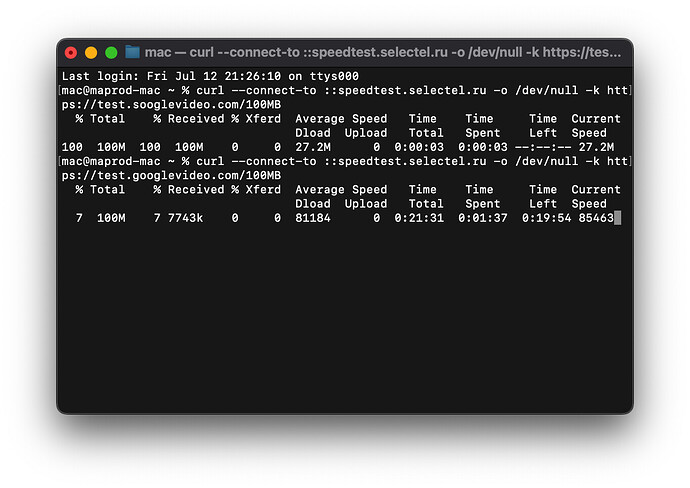 mac — curl --connect-to ::speedtest.selectel.ru -o /dev/null -k https://tes...
Last login: Fri Jul 12 21:26:10 on ttys000
[mac@maprod-mac ~ % curl --connect-to ::speedtest.selectel.ru -o /dev/null -k htt]
ps://test.sooglevideo.com/100MB
% Total % Received % Xferd Average Speed Time Time Time Current
Dload Upload Total Spent Left Speed
100 100M 100 100M 0 0 27.2M 0 0:00:03 0:00:03 --:--:-- 27.2M
[mac@maprod-mac ~ % curl --connect-to ::speedtest.selectel.ru -o /dev/null -k htt]
ps://test.googlevideo.com/100MB
% Total % Received % Xferd Average Speed Time Time Time Current
Dload Upload Total Spent Left Speed
7 100M 7 7743k 0 0 81184 0 0:21:31 0:01:37 0:19:54 85463